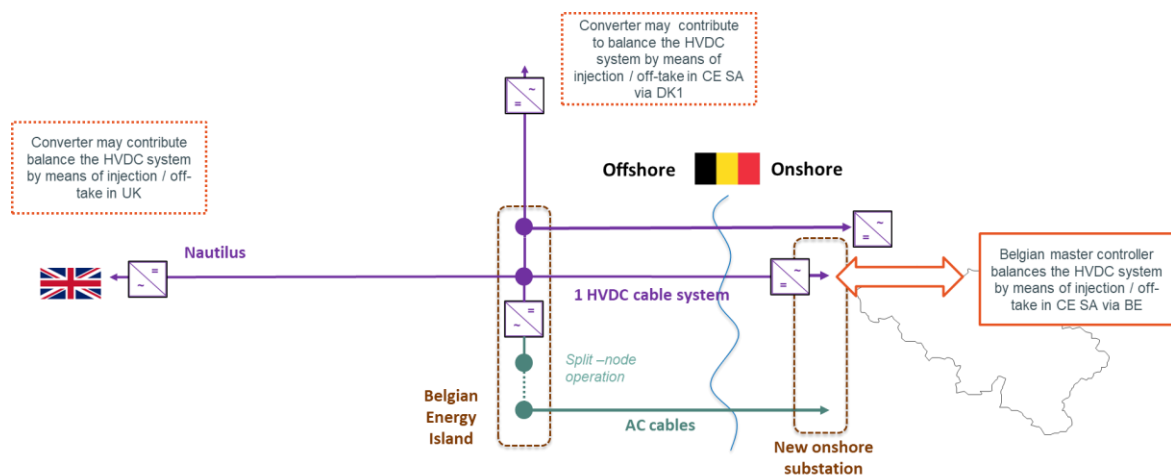 Converter may contribute
to balance the HVDC
system by means of
injection / off-take in CE SA
via DK1
Converter may contribute
balance the HVDC system
by means of injection / off-
take in UK
Offshore
Onshore
Nautilus
1 HVDC cable system
Belgian master controller
balances the HVDC system
by means of injection / off-
take in CE SA via BE
Split –node
operation
Belgian
Energy
Island
AC cables
New onshore
substation
~
=
=
~
~
=
~
=
=
~